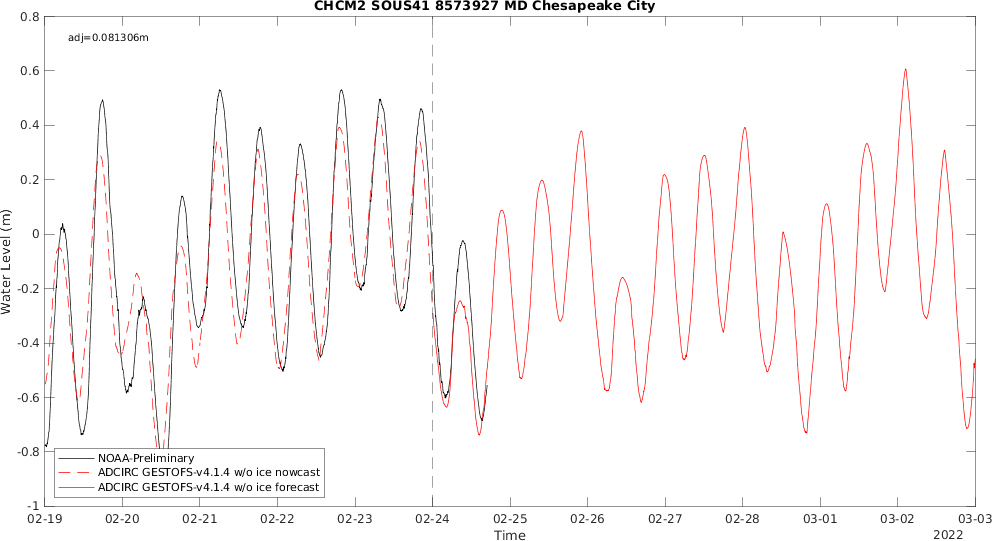 CHCM2 SOUS41 8573927 MD Chesapeake City
adj=0.081306m
0.8
0.6
0.4
0.2
0
-0.2
-0.4
-0.6
-0.8
-1
Water Level (m)
NOAA-Preliminary
ADCIRC GESTOFS-v4.1.4 w/o ice nowcast
ADCIRC GESTOFS-v4.1.4 w/o ice forecast
02-19 02-20 02-21 02-22 02-23 02-24 02-25 02-26 02-27 02-28 03-01 03-02 03-03
Time
2022